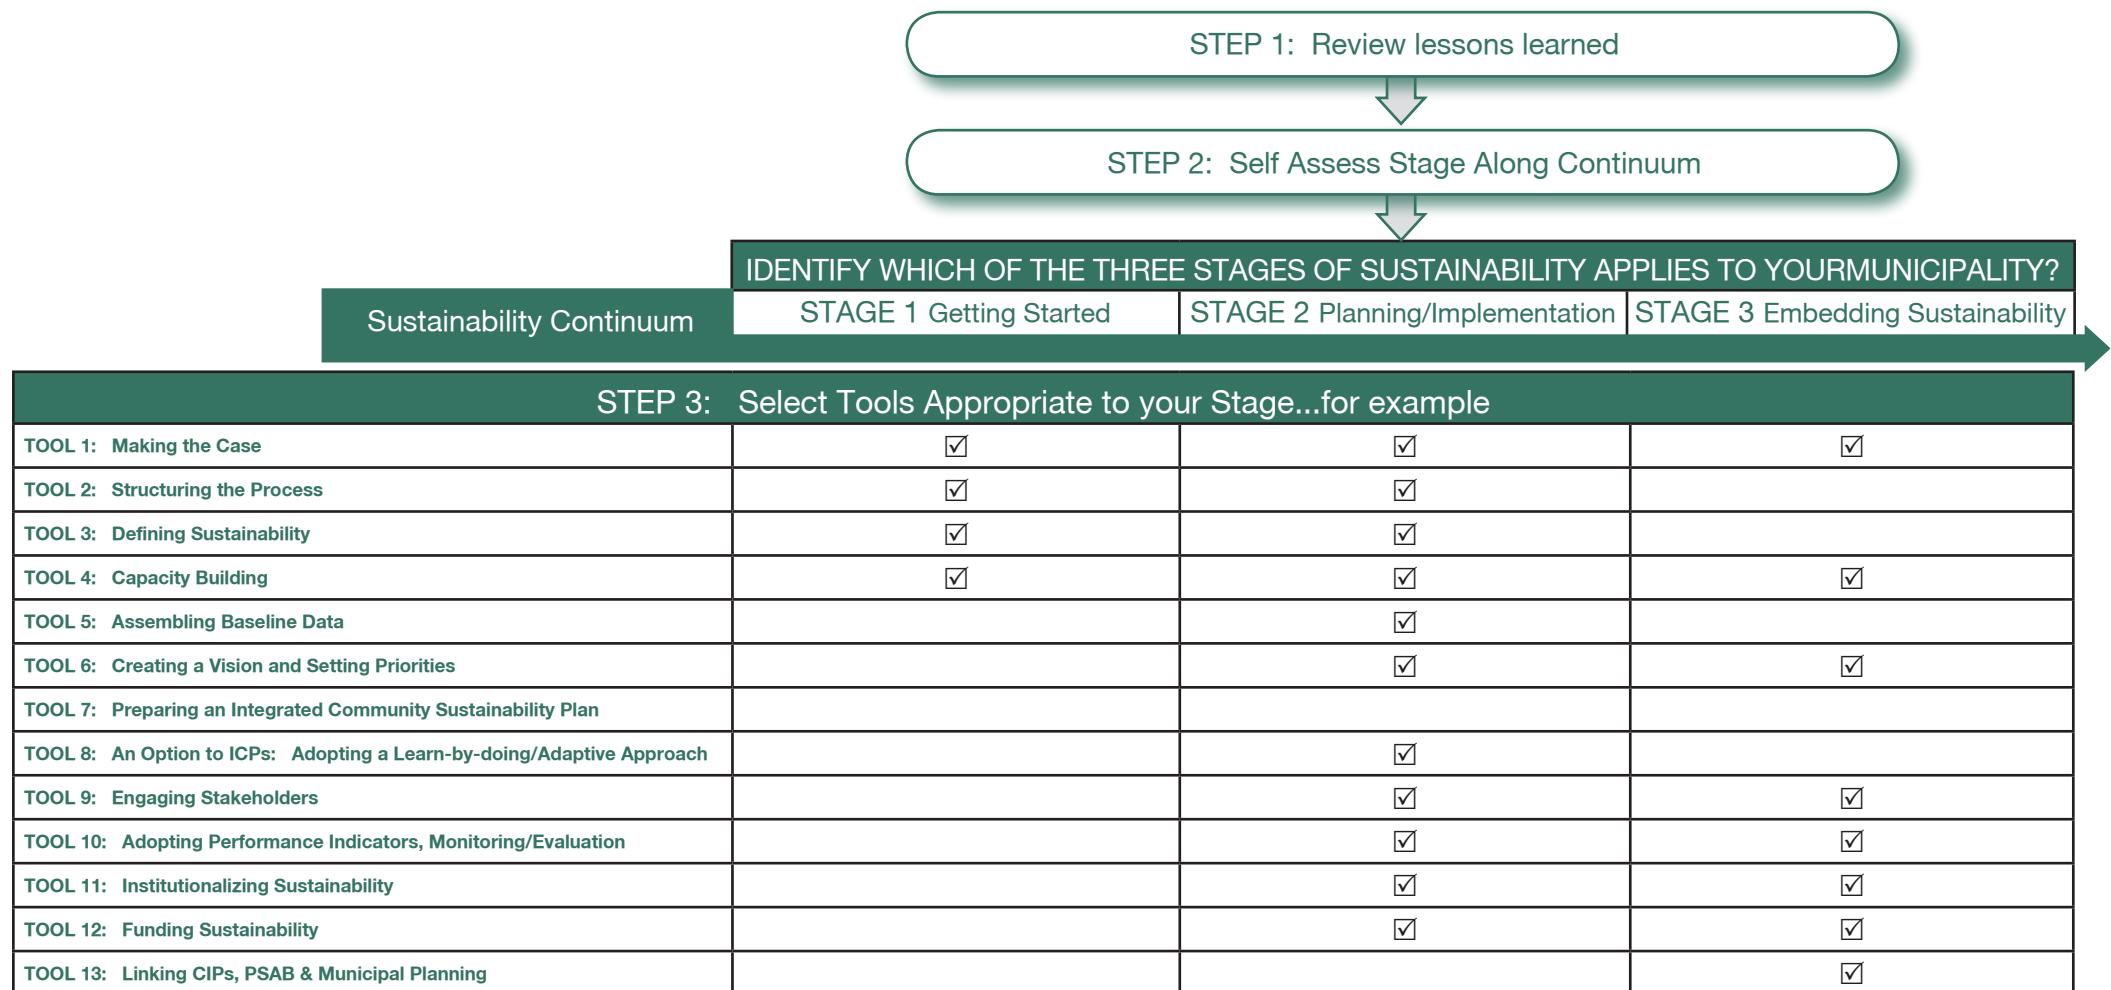 STEP 1: Review lessons learned
STEP 2: Self Assess Stage Along Continuum
IDENTIFY WHICH OF THE THREE STAGES OF SUSTAINABILITY APPLIES TO YOURMUNICIPALITY?
Sustainability Continuum
STAGE 1 Getting Started
STAGE 2 Planning/Implementation
STAGE 3 Embedding Sustainability
STEP 3: Select Tools Appropriate to your Stage...for example
TOOL 1: Making the Case ☑ ☑ ☑
TOOL 2: Structuring the Process ☑ ☑
TOOL 3: Defining Sustainability ☑ ☑
TOOL 4: Capacity Building ☑ ☑ ☑
TOOL 5: Assembling Baseline Data ☑
TOOL 6: Creating a Vision and Setting Priorities ☑ ☑
TOOL 7: Preparing an Integrated Community Sustainability Plan
TOOL 8: An Option to ICPs: Adopting a Learn-by-doing/Adaptive Approach ☑
TOOL 9: Engaging Stakeholders ☑ ☑
TOOL 10: Adopting Performance Indicators, Monitoring/Evaluation ☑ ☑
TOOL 11: Institutionalizing Sustainability ☑ ☑
TOOL 12: Funding Sustainability ☑ ☑
TOOL 13: Linking CIPs, PSAB & Municipal Planning ☑